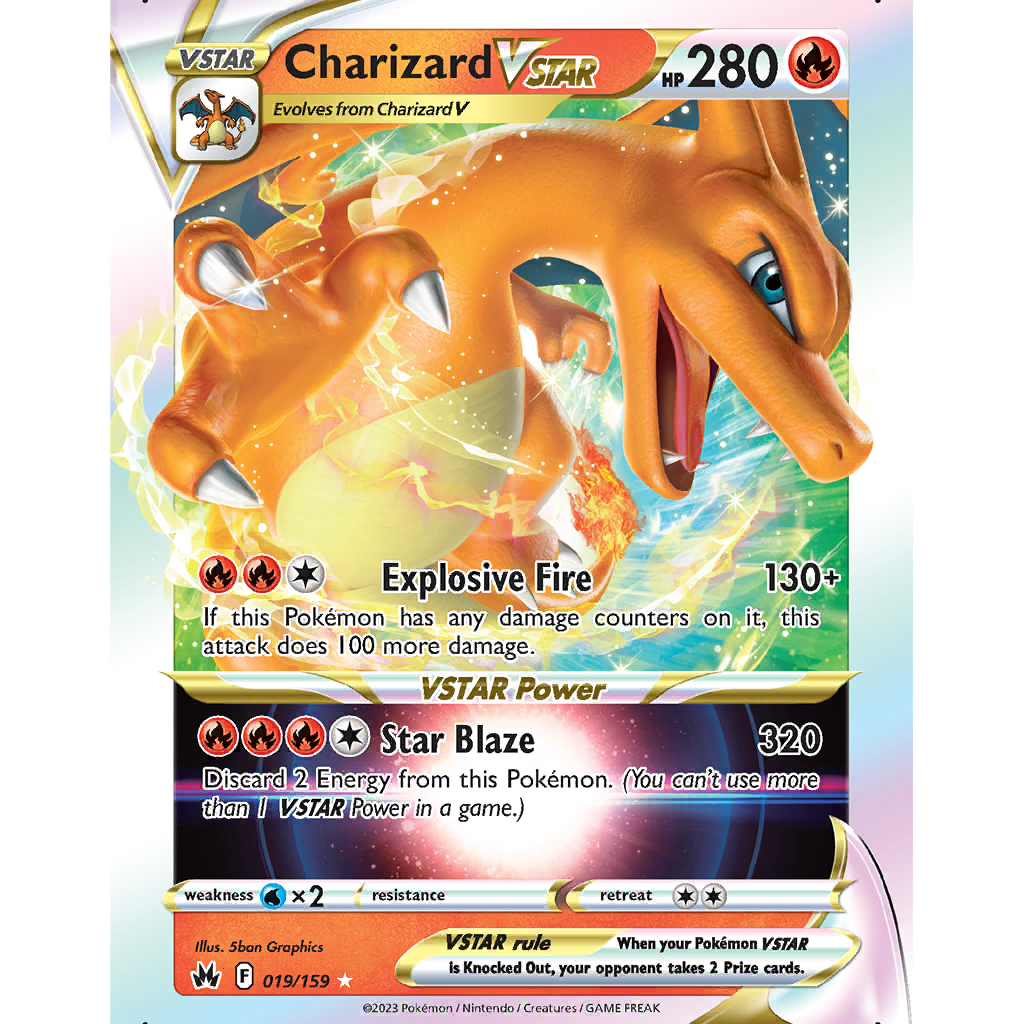 VSTAR
Charizard VSTAR
HP 280
Evolves from Charizard V
Explosive Fire 130+
If this Pokémon has any damage counters on it, this
attack does 100 more damage.
VSTAR Power
Star Blaze 320
Discard 2 Energy from this Pokémon. (You can't use more
than 1 VSTAR Power in a game.)
weakness ×2 resistance retreat
Illus. 5ban Graphics
VSTAR rule When your Pokémon VSTAR
is Knocked Out, your opponent takes 2 Prize cards.
F 019/159
©2023 Pokémon / Nintendo / Creatures / GAME FREAK